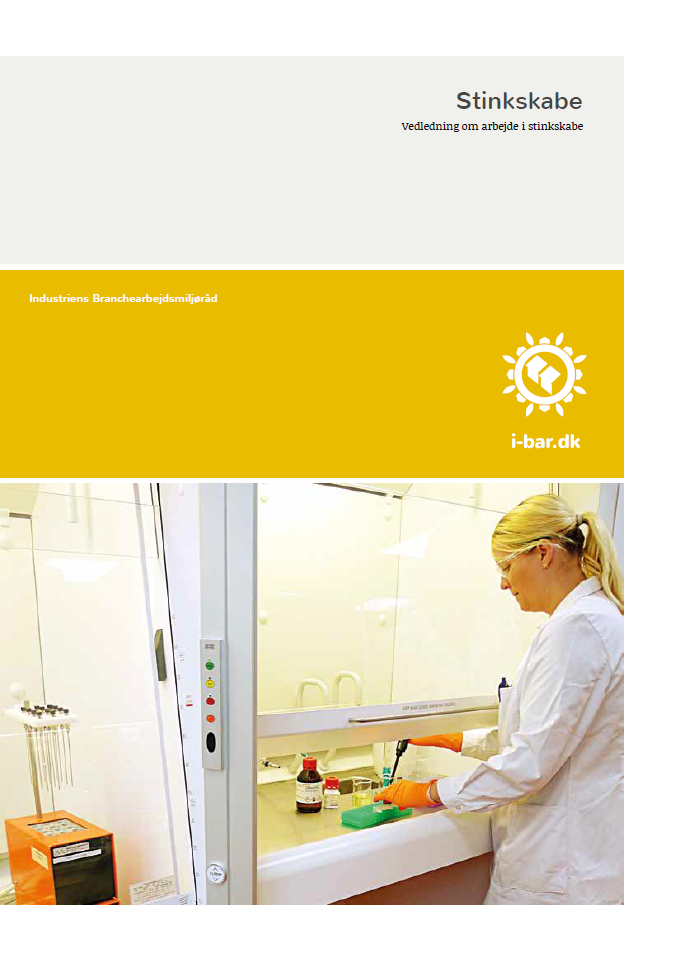 Stinkskabe
Vedledning om arbejde i stinkskabe
Industriens Branchearbejdsmiljøråd
i-bar.dk